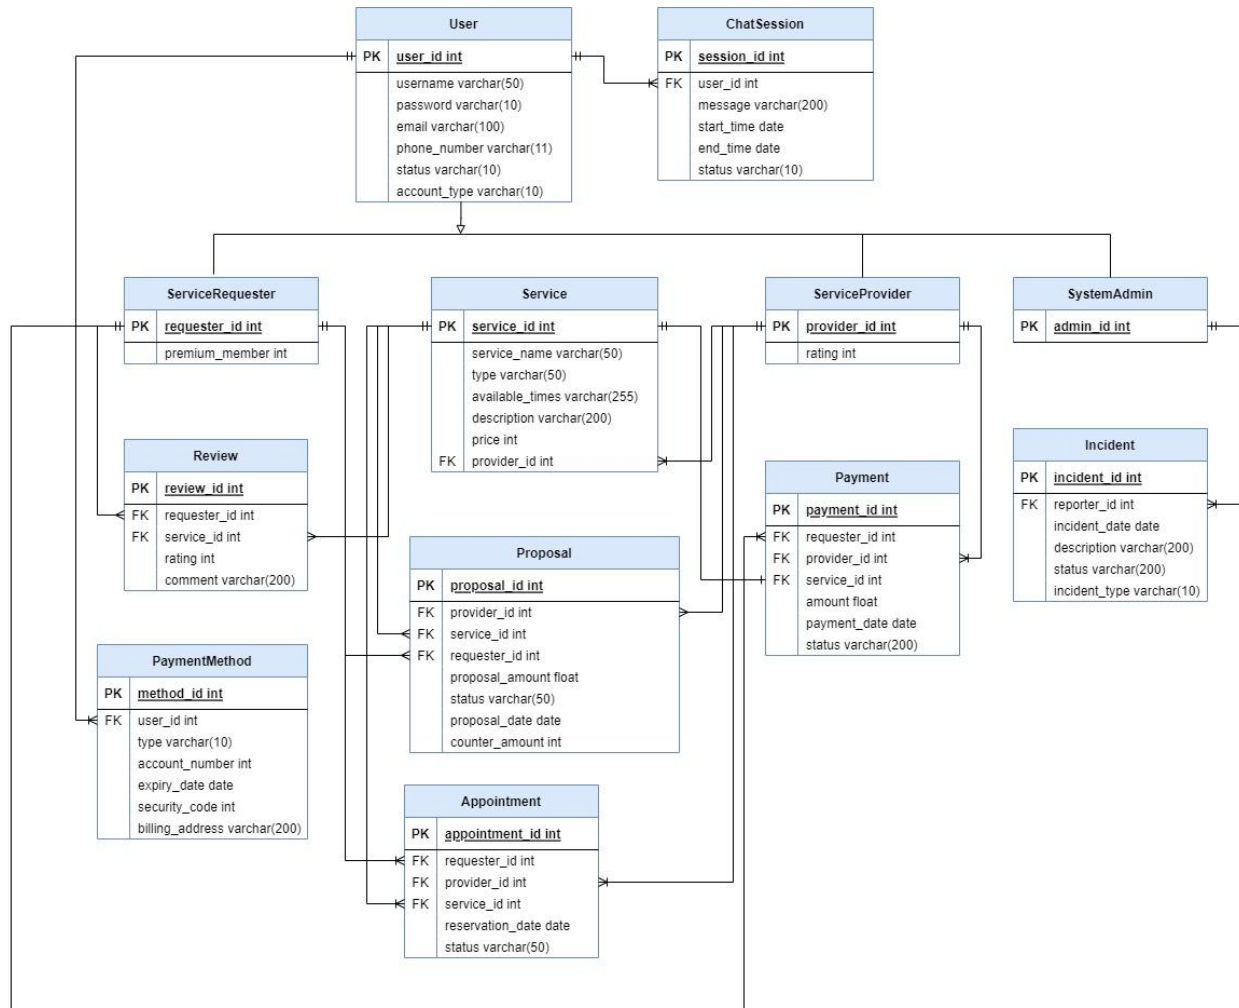 User
PK user_id int
username varchar(50)
password varchar(10)
email varchar(100)
phone_number varchar(11)
status varchar(10)
account_type varchar(10)
ChatSession
PK session_id int
FK user_id int
message varchar(200)
start_time date
end_time date
status varchar(10)
ServiceRequester
PK requester_id int
premium_member int
Service
PK service_id int
service_name varchar(50)
type varchar(50)
available_times varchar(255)
description varchar(200)
price int
FK provider_id int
ServiceProvider
PK provider_id int
rating int
SystemAdmin
PK admin_id int
Review
PK review_id int
FK requester_id int
FK service_id int
rating int
comment varchar(200)
Proposal
PK proposal_id int
FK provider_id int
FK service_id int
FK requester_id int
proposal_amount float
status varchar(50)
proposal_date date
counter_amount int
Payment
PK payment_id int
FK requester_id int
FK provider_id int
FK service_id int
amount float
payment_date date
status varchar(200)
Incident
PK incident_id int
FK reporter_id int
incident_date date
description varchar(200)
status varchar(200)
incident_type varchar(10)
PaymentMethod
PK method_id int
FK user_id int
type varchar(10)
account_number int
expiry_date date
security_code int
billing_address varchar(200)
Appointment
PK appointment_id int
FK requester_id int
FK provider_id int
FK service_id int
reservation_date date
status varchar(50)